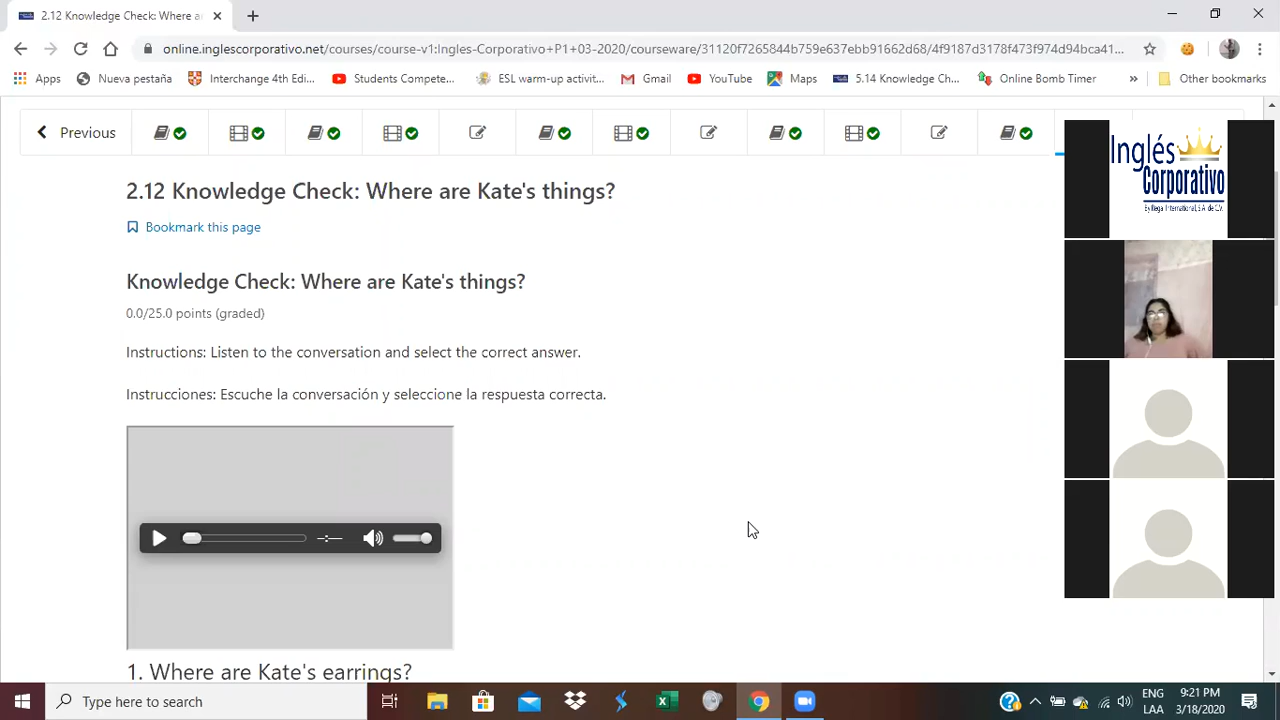 2.12 Knowledge Check: Where a
online.inglescorporativo.net/courses/course-v1:Ingles-Corporativo+P1+03-2020/courseware/31120f7265844b759e637ebb91662d68/4f9187d3178f473f974d94bca41...
Apps
Nueva pestaña
Interchange 4th Edi...
Students Compete...
ESL warm-up activit...
Gmail
YouTube
Maps
5.14 Knowledge Ch...
Online Bomb Timer
»
Other bookmarks
Previous
Inglés
Corporativo
2.12 Knowledge Check: Where are Kate's things?
Bookmark this page
Knowledge Check: Where are Kate's things?
0.0/25.0 points (graded)
Instructions: Listen to the conversation and select the correct answer.
Instrucciones: Escuche la conversación y seleccione la respuesta correcta.
-:-
1. Where are Kate's earrings?
Type here to search
ENG
LAA
9:21 PM
3/18/2020